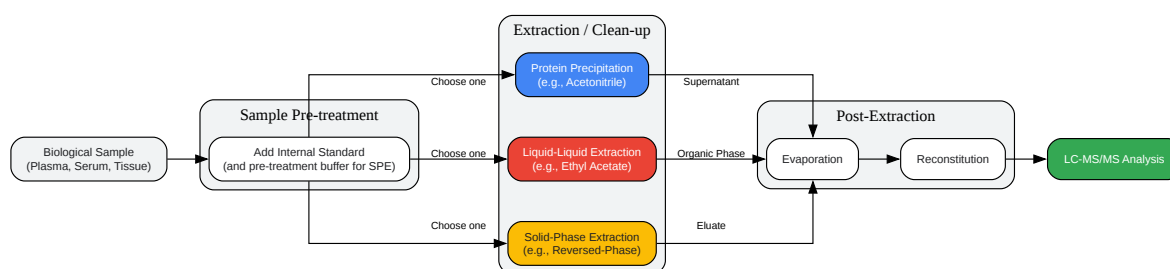 Extraction / Clean-up
Protein Precipitation
(e.g., Acetonitrile)
Choose one
Supernatant
Sample Pre-treatment
Post-Extraction
Biological Sample
(Plasma, Serum, Tissue)
Add Internal Standard
(and pre-treatment buffer for SPE)
Choose one
Liquid-Liquid Extraction
(e.g., Ethyl Acetate)
Organic Phase
Evaporation
Reconstitution
LC-MS/MS Analysis
Choose one
Solid-Phase Extraction
(e.g., Reversed-Phase)
Eluate